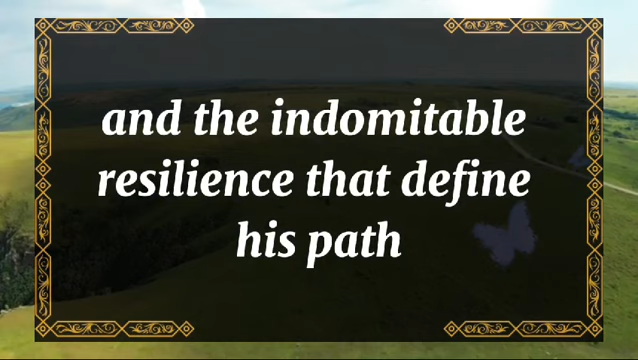 and the indomitable
resilience that define
his path